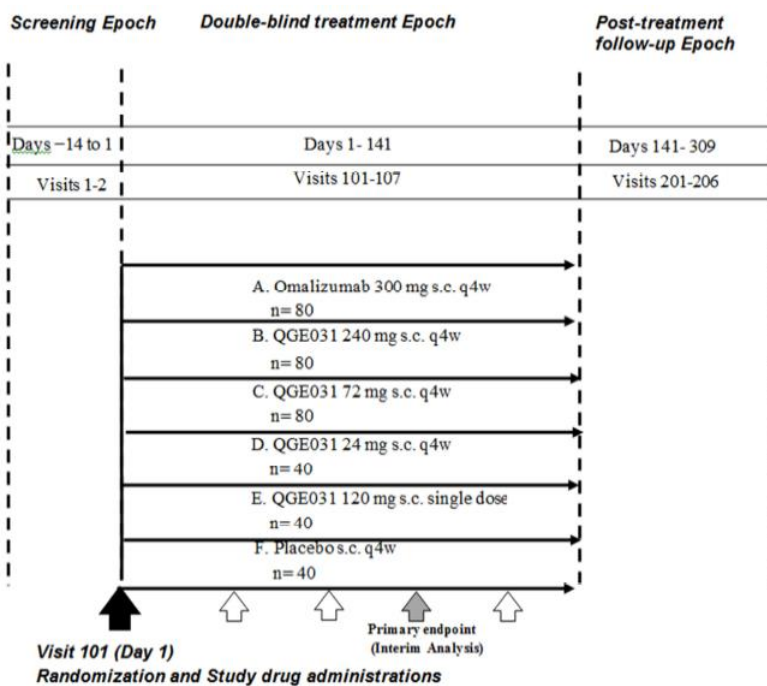 Screening Epoch
Double-blind treatment Epoch
Post-treatment
follow-up Epoch
Days −14 to 1
Days 1- 141
Days 141- 309
Visits 1-2
Visits 101-107
Visits 201-206
A. Omalizumab 300 mg s.c. q4w
n= 80
B. QGE031 240 mg s.c. q4w
n= 80
C. QGE031 72 mg s.c. q4w
n= 80
D. QGE031 24 mg s.c. q4w
n= 40
E. QGE031 120 mg s.c. single dose
n= 40
F. Placebo s.c. q4w
n= 40
Primary endpoint
(Interim Analysis)
Visit 101 (Day 1)
Randomization and Study drug administrations